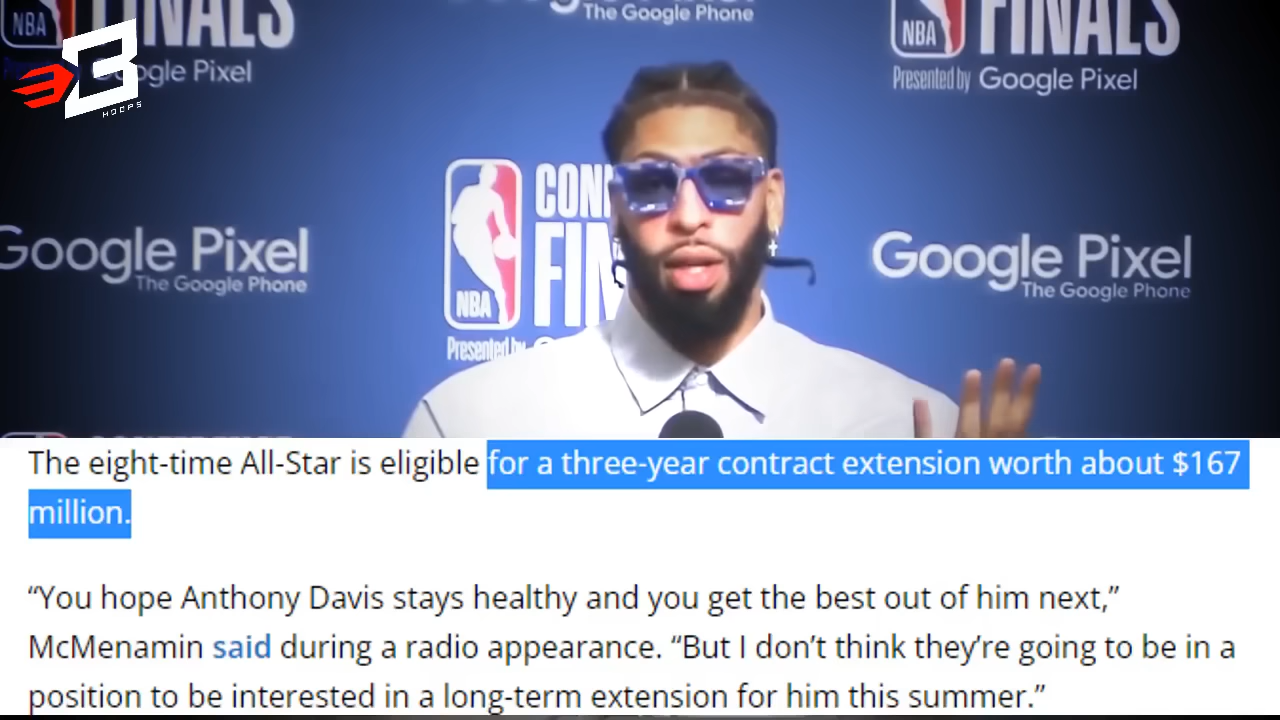 NBA FINALS
The Google Phone
NBA FINALS
Google Pixel
Presented by Google Pixel
B
HOOPS
Google Pixel
The Google Phone
NBA
FIN
Presented by
Google Pixel
The Google Phone
The eight-time All-Star is eligible for a three-year contract extension worth about $167
million.
“You hope Anthony Davis stays healthy and you get the best out of him next,”
McMenamin said during a radio appearance. “But I don’t think they’re going to be in a
position to be interested in a long-term extension for him this summer.”